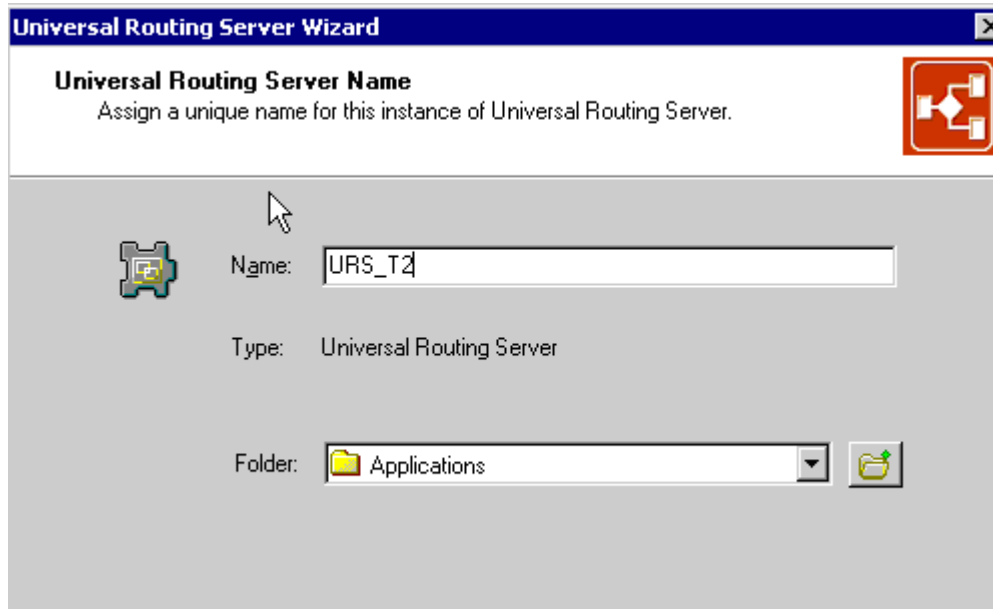 Universal Routing Server Wizard
Universal Routing Server Name
Assign a unique name for this instance of Universal Routing Server.
Name: URS_T2
Type: Universal Routing Server
Folder: Applications